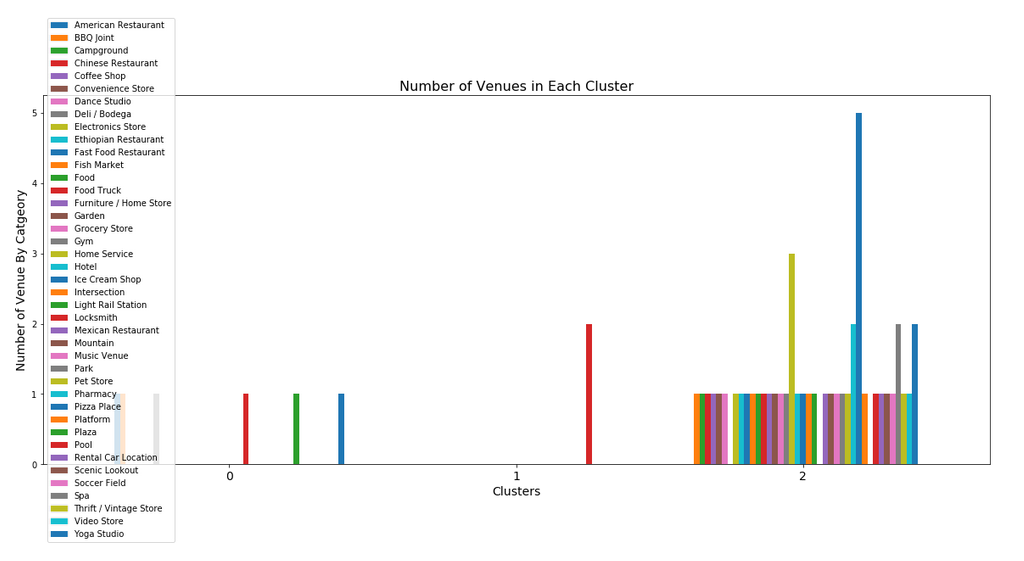 Number of Venues in Each Cluster
American Restaurant
BBQ Joint
Campground
Chinese Restaurant
Coffee Shop
Convenience Store
Dance Studio
Deli / Bodega
Electronics Store
Ethiopian Restaurant
Fast Food Restaurant
Fish Market
Food
Food Truck
Furniture / Home Store
Garden
Grocery Store
Gym
Home Service
Hotel
Ice Cream Shop
Intersection
Light Rail Station
Locksmith
Mexican Restaurant
Mountain
Music Venue
Park
Pet Store
Pharmacy
Pizza Place
Platform
Plaza
Pool
Rental Car Location
Scenic Lookout
Soccer Field
Spa
Thrift / Vintage Store
Video Store
Yoga Studio
Number of Venue By Catgeory
5
4
3
2
1
0
0 1 2
Clusters